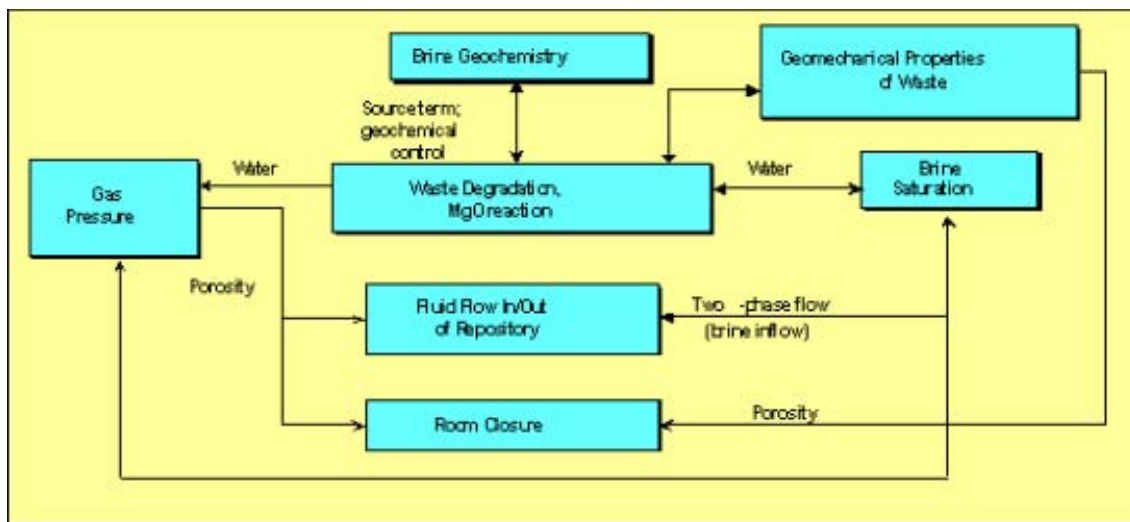 Brine Geochemistry
Geomechanical Properties
of Waste
Source term;
geochemical
control
Water
Gas
Pressure
Waste Degradation,
MgO reaction
Water
Brine
Saturation
Porosity
Fluid Flow In/Out
of Repository
Two -phase flow
(brine inflow)
Room Closure
Porosity